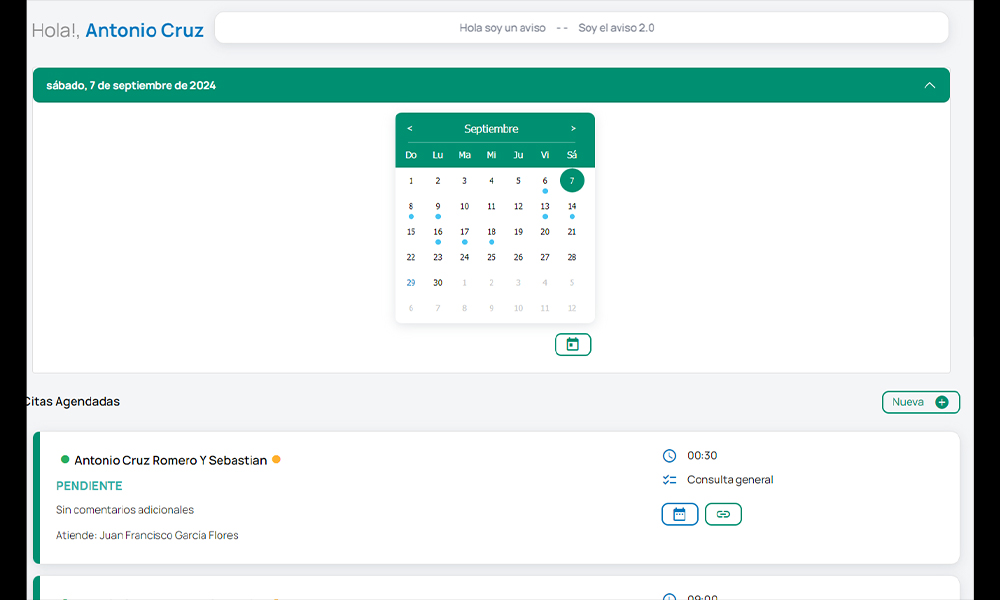 Hola!, Antonio Cruz
Hola soy un aviso -- Soy el aviso 2.0
sábado, 7 de septiembre de 2024
< Septiembre >
Do Lu Ma Mi Ju Vi Sá
1 2 3 4 5 6 7
8 9 10 11 12 13 14
15 16 17 18 19 20 21
22 23 24 25 26 27 28
29 30 1 2 3 4 5
6 7 8 9 10 11 12
Citas Agendadas
Nueva
Antonio Cruz Romero Y Sebastian
00:30
PENDIENTE
Consulta general
Sin comentarios adicionales
Atiende: Juan Francisco Garcia Flores
09:00